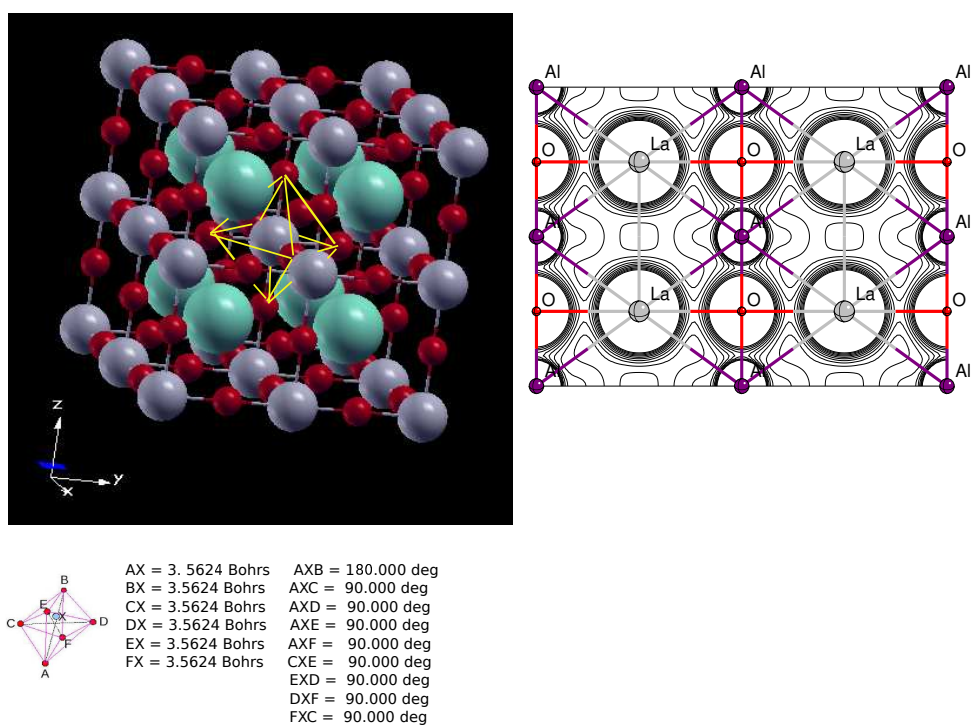 Al Al Al
La La
O O O
Al Al Al
La La
O O O
Al Al Al
z
y
x
B
E
X
C D
F
A
AX = 3. 5624 Bohrs AXB = 180.000 deg
BX = 3.5624 Bohrs AXC = 90.000 deg
CX = 3.5624 Bohrs AXD = 90.000 deg
DX = 3.5624 Bohrs AXE = 90.000 deg
EX = 3.5624 Bohrs AXF = 90.000 deg
FX = 3.5624 Bohrs CXE = 90.000 deg
EXD = 90.000 deg
DXF = 90.000 deg
FXC = 90.000 deg